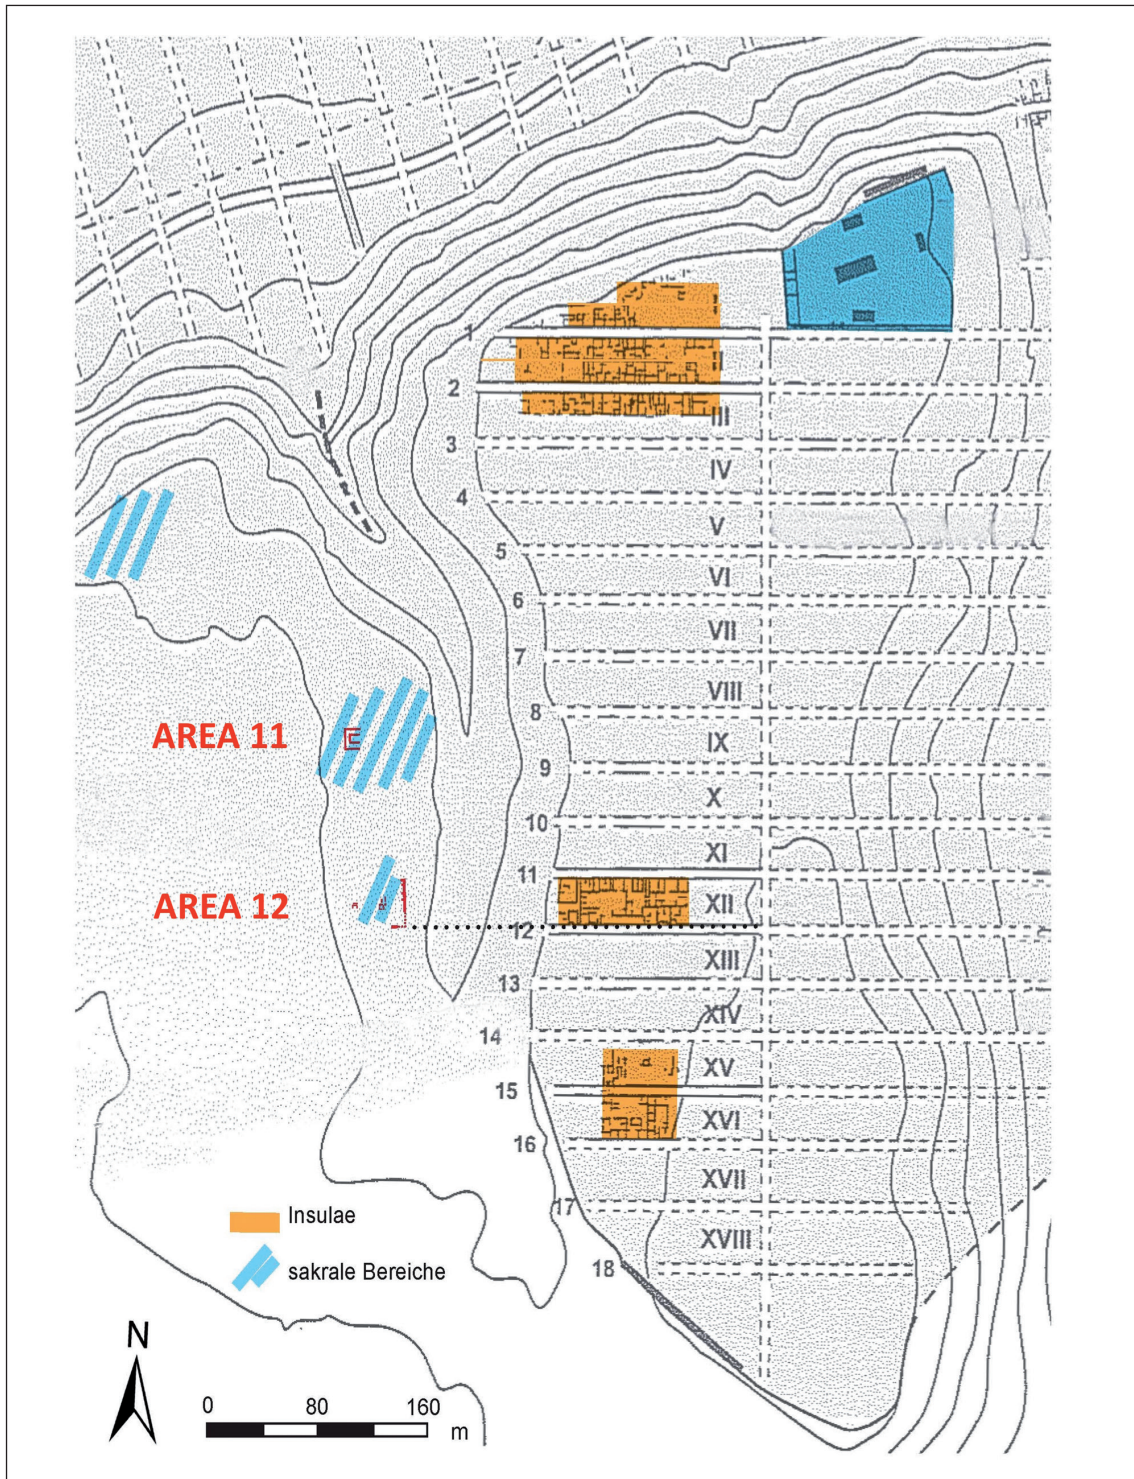 1
II
2
III
3
IV
4
V
5
VI
6
VII
7
VIII
8
IX
AREA 11
9
X
10
XI
11
XII
AREA 12
12
XIII
13
XIV
14
XV
15
XVI
16
XVII
17
XVIII
18
Insulae
sakrale Bereiche
N
0 80 160
m